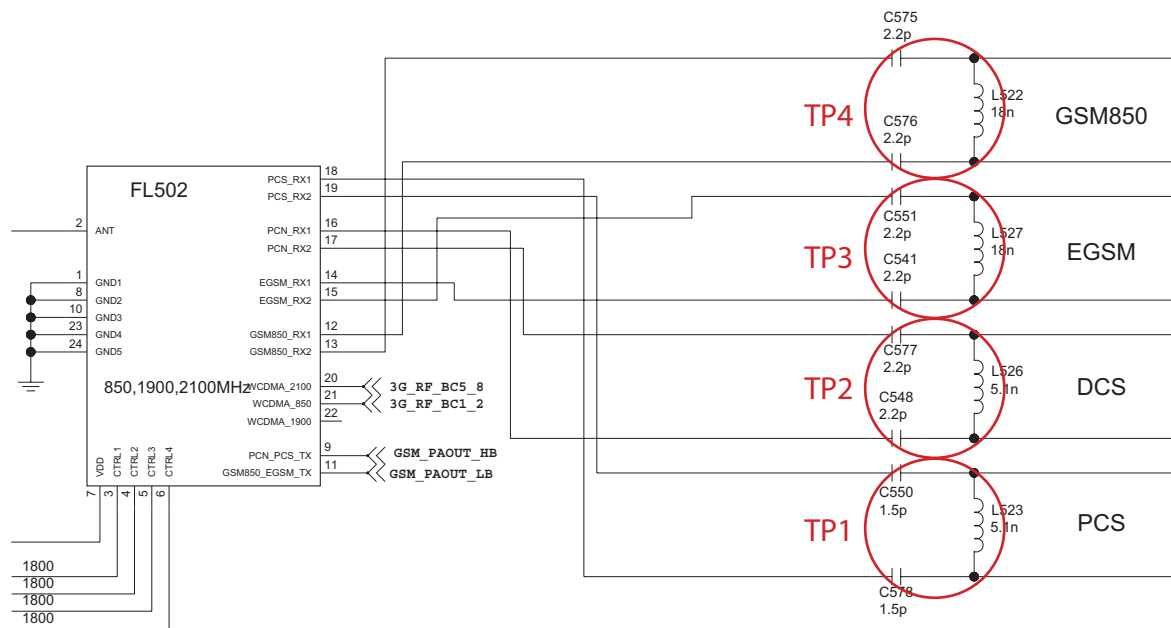 C575
2.2p
L522
18n
TP4
GSM850
C576
2.2p
FL502
PCS_RX1
18
PCS_RX2
19
2
ANT
PCN_RX1
16
PCN_RX2
17
C551
2.2p
L527
18n
TP3
EGSM
C541
2.2p
1
GND1
8
GND2
10
GND3
23
GND4
24
GND5
EGSM_RX1
14
EGSM_RX2
15
GSM850_RX1
12
GSM850_RX2
13
C577
2.2p
L526
5.1n
TP2
DCS
C548
2.2p
850,1900,2100MHz
WCDMA_2100
20
3G_RF_BC5_8
WCDMA_850
21
3G_RF_BC1_2
WCDMA_1900
22
PCN_PCS_TX
9
GSM_PAOUT_HB
GSM850_EGSM_TX
11
GSM_PAOUT_LB
VDD
CTRL1
CTRL2
CTRL3
CTRL4
7
3
4
5
6
C550
1.5p
L523
5.1n
TP1
PCS
C578
1.5p
1800
1800
1800
1800